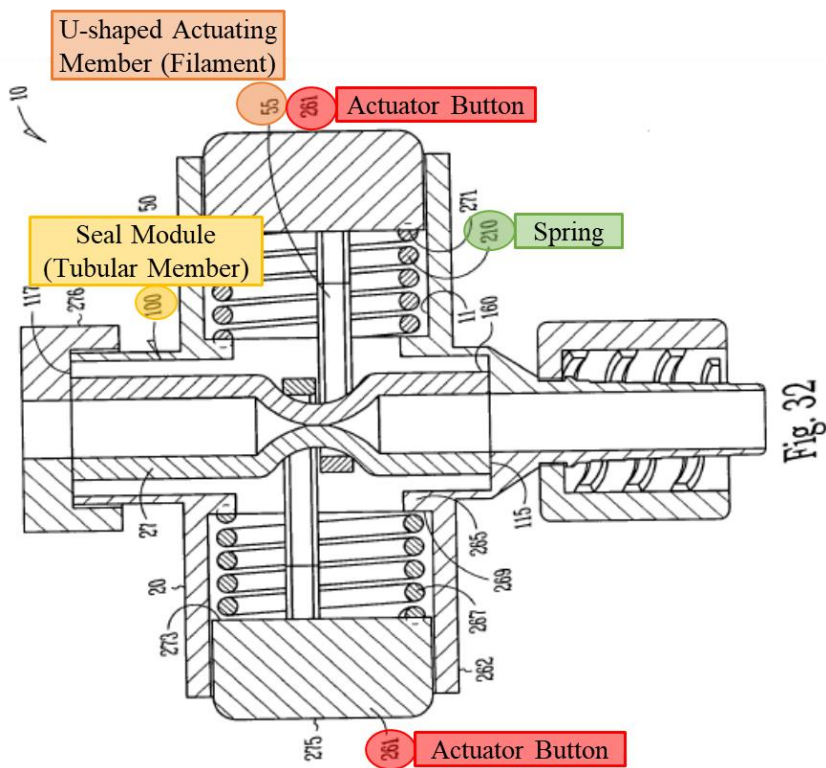 U-shaped Actuating
Member (Filament)
10
55
261
Actuator Button
50
271
Seal Module
(Tubular Member)
210
Spring
100
117
276
11
160
Fig. 32
27
115
265
20
269
273
267
262
275
261
Actuator Button